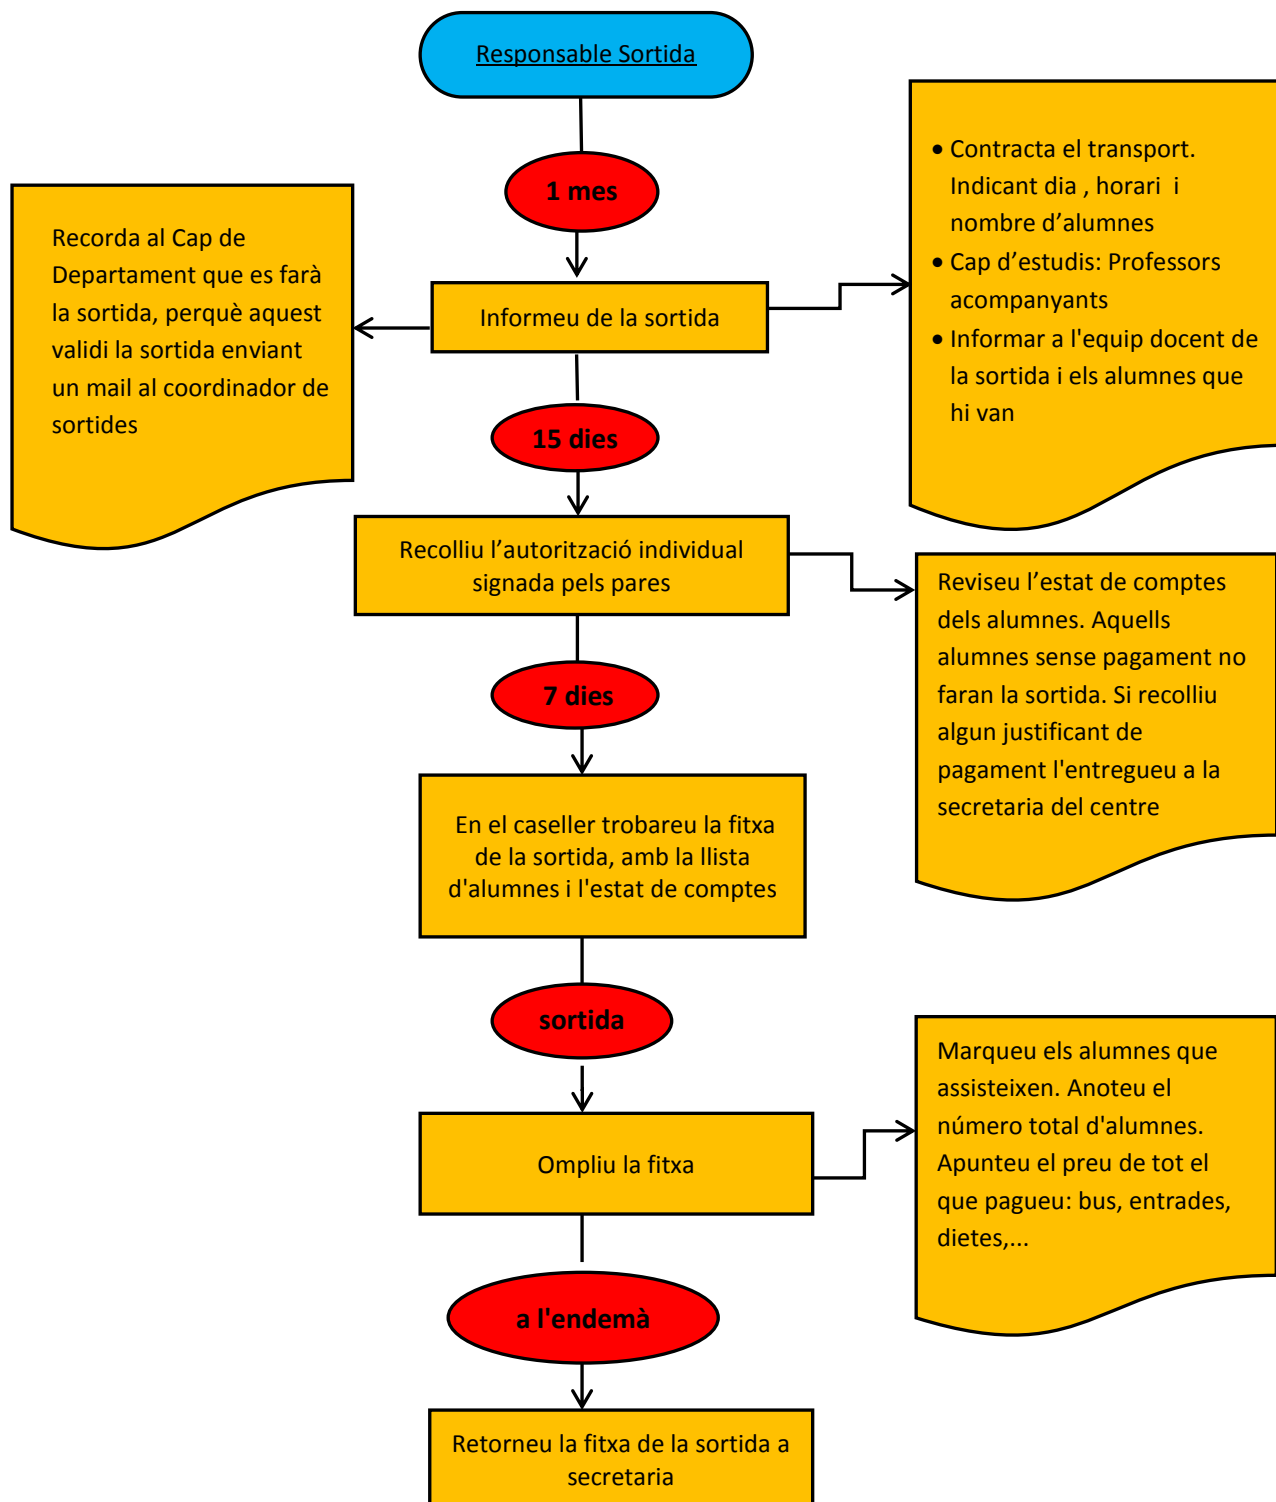 Responsable Sortida
1 mes
• Contracta el transport.
Indicant dia , horari i
nombre d’alumnes
• Cap d’estudis: Professors
acompanyants
• Informar a l'equip docent de
la sortida i els alumnes que
hi van
Recorda al Cap de
Departament que es farà
la sortida, perquè aquest
validi la sortida enviant
un mail al coordinador de
sortides
Informeu de la sortida
15 dies
Recolliu l’autorització individual
signada pels pares
Reviseu l’estat de comptes
dels alumnes. Aquells
alumnes sense pagament no
faran la sortida. Si recolliu
algun justificant de
pagament l'entregueu a la
secretaria del centre
7 dies
En el caseller trobareu la fitxa
de la sortida, amb la llista
d'alumnes i l'estat de comptes
sortida
Marqueu els alumnes que
assisteixen. Anoteu el
número total d'alumnes.
Apunteu el preu de tot el
que pagueu: bus, entrades,
dietes,...
Ompliu la fitxa
a l'endemà
Retorneu la fitxa de la sortida a
secretaria